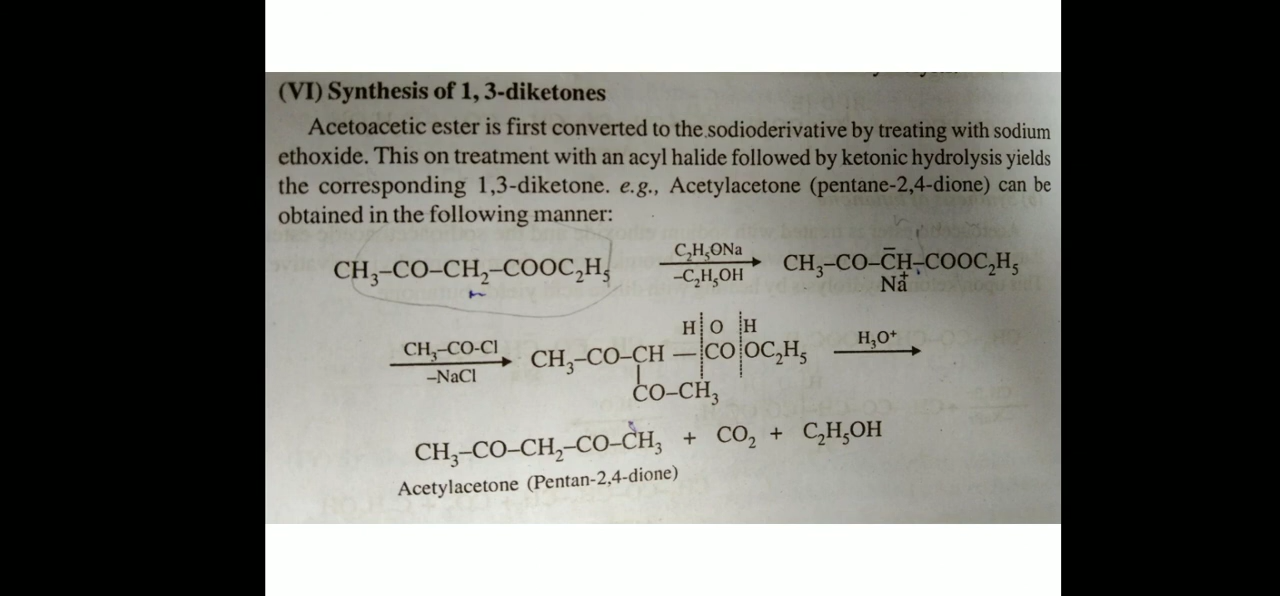 (VI) Synthesis of 1, 3-diketones
Acetoacetic ester is first converted to the sodioderivative by treating with sodium
ethoxide. This on treatment with an acyl halide followed by ketonic hydrolysis yields
the corresponding 1,3-diketone. e.g., Acetylacetone (pentane-2,4-dione) can be
obtained in the following manner:
CH₃–CO–CH₂–COOC₂H₅ C₂H₅ONa –C₂H₅OH CH₃–CO–C̄H–COOC₂H₅
Na⁺
H O H
CH₃–CO-Cl –NaCl CH₃–CO–CH — CO OC₂H₅ H₃O⁺
CO–CH₃
CH₃–CO–CH₂–CO–CH₃ + CO₂ + C₂H₅OH
Acetylacetone (Pentan-2,4-dione)